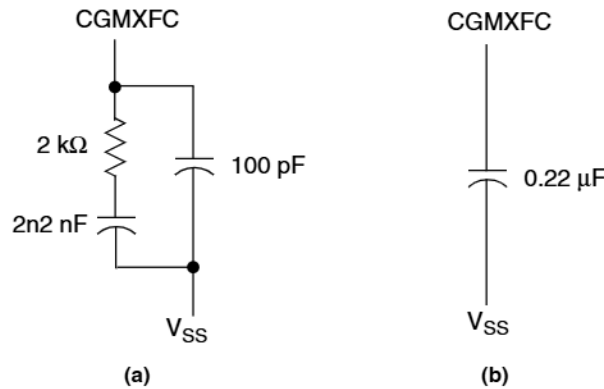 CGMXFC
2 kΩ
100 pF
2n2 nF
VSS
(a)
CGMXFC
0.22 µF
VSS
(b)